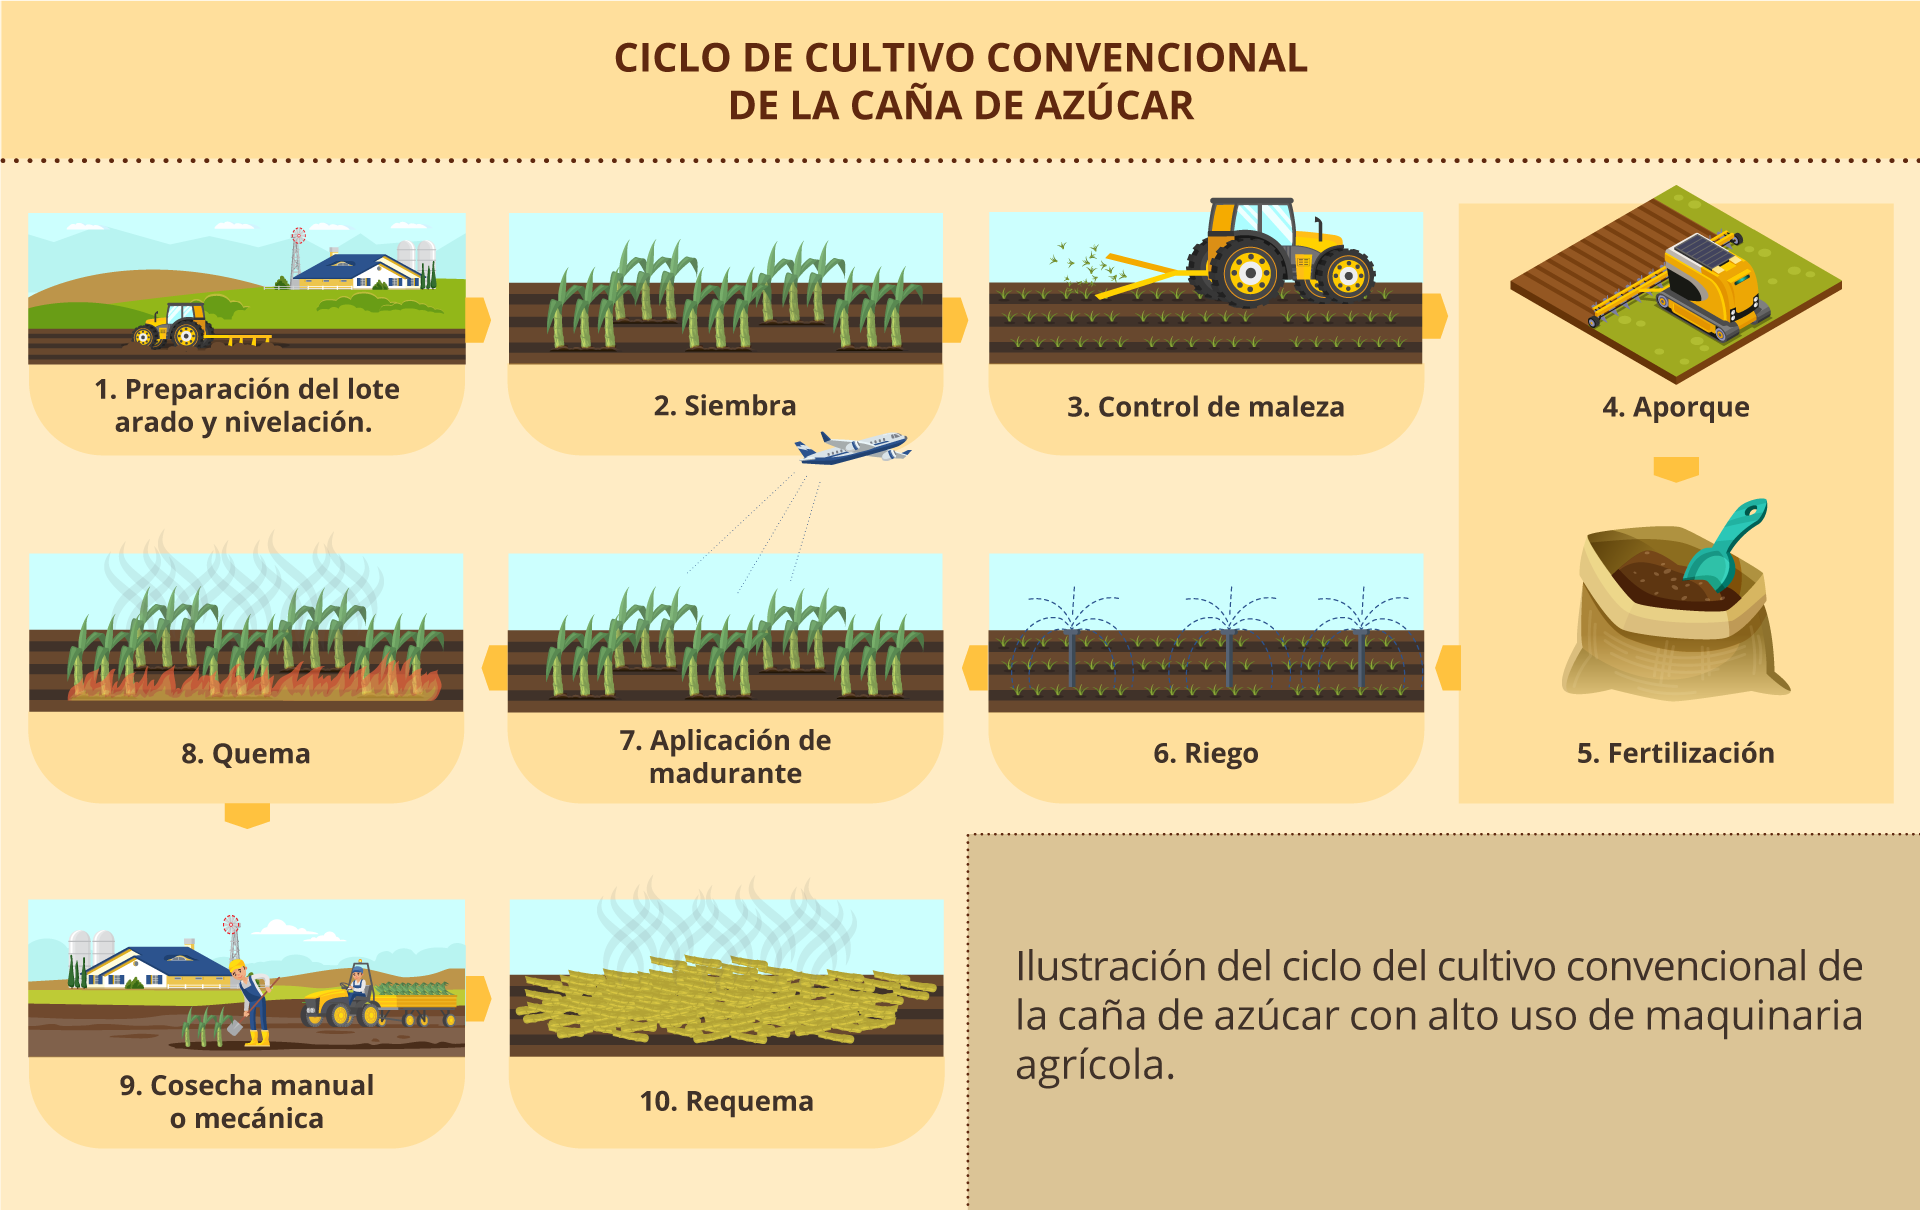 CICLO DE CULTIVO CONVENCIONAL
DE LA CAÑA DE AZÚCAR
1. Preparación del lote
arado y nivelación.
2. Siembra
3. Control de maleza
4. Aporque
5. Fertilización
6. Riego
7. Aplicación de
madurante
8. Quema
9. Cosecha manual
o mecánica
10. Requema
Ilustración del ciclo del cultivo convencional de
la caña de azúcar con alto uso de maquinaria
agrícola.